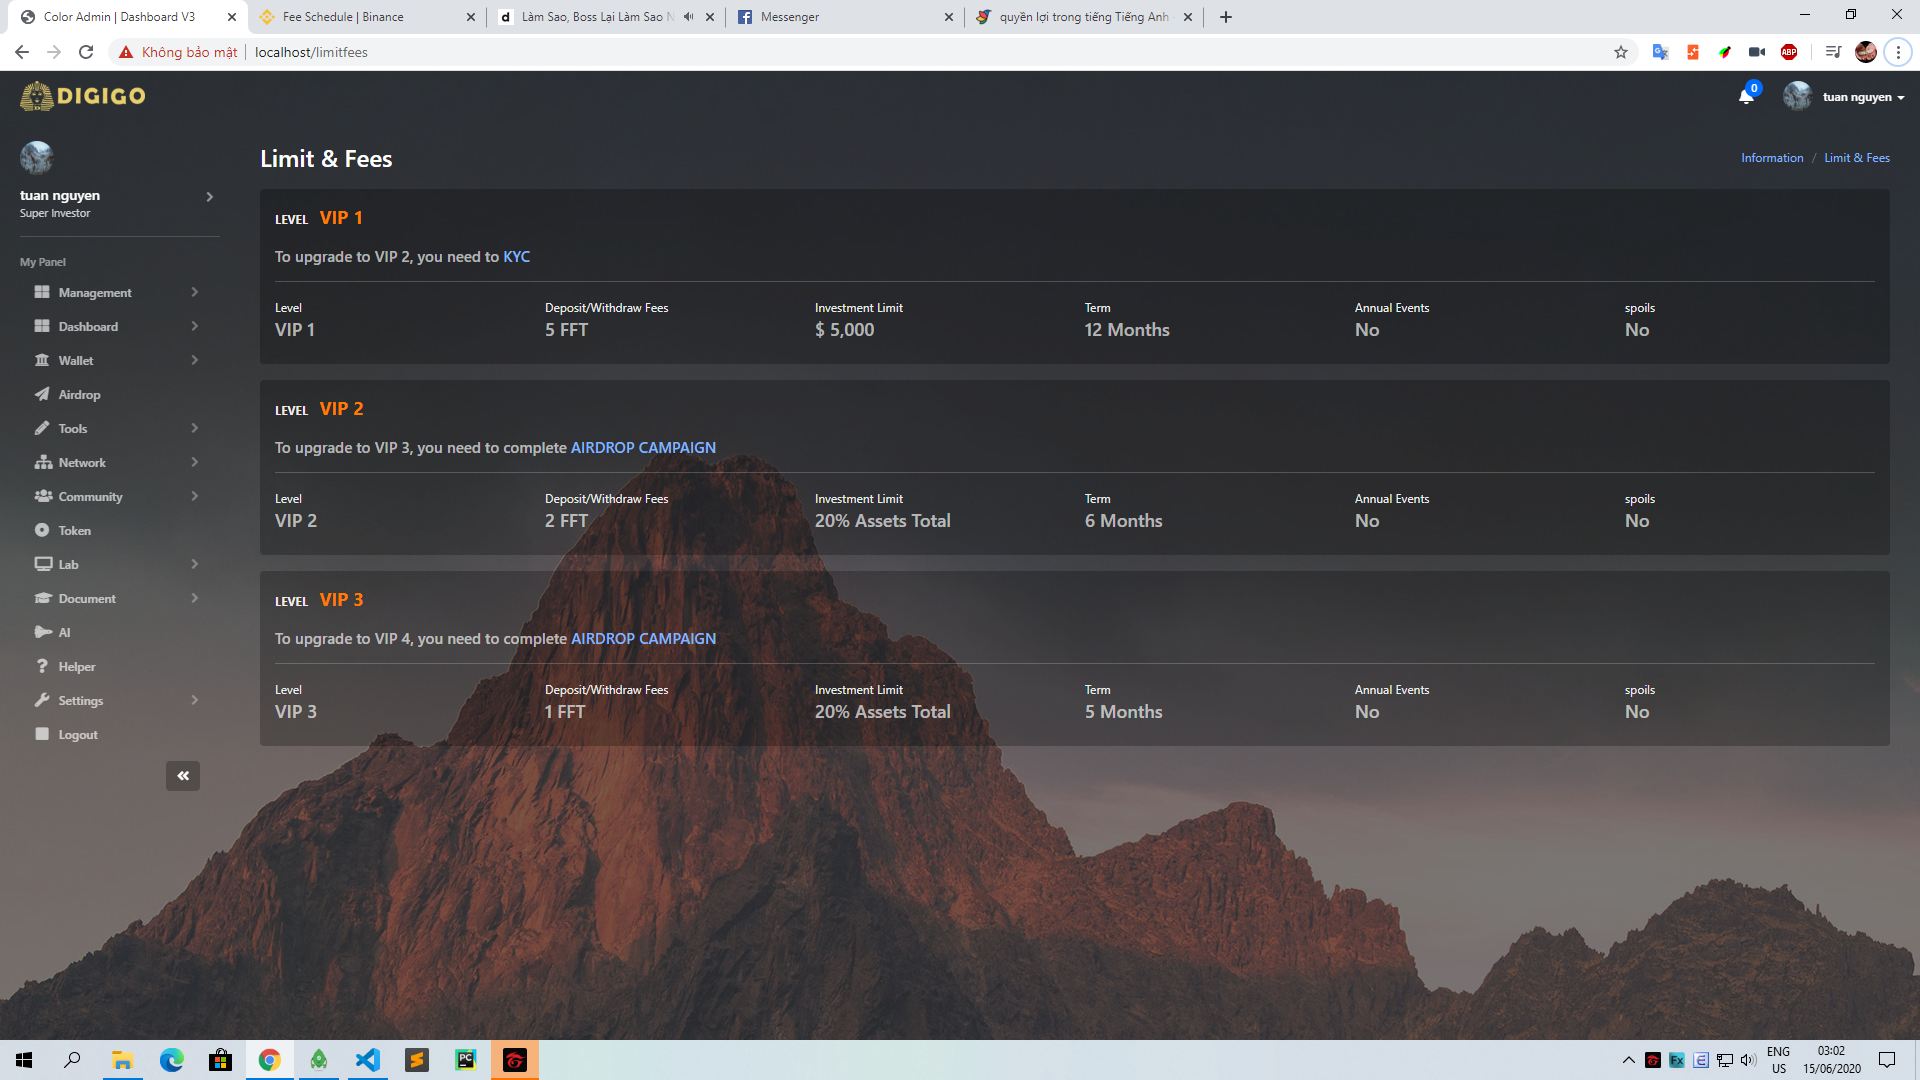 Color Admin | Dashboard V3
Fee Schedule | Binance
Làm Sao, Boss Lại Làm Sao N
Messenger
quyền lợi trong tiếng Tiếng Anh
Không bảo mật
localhost/limitfees
ABP
DIGIGO
0
tuan nguyen
tuan nguyen
Super Investor
My Panel
Management
Dashboard
Wallet
Airdrop
Tools
Network
Community
Token
Lab
Document
AI
Helper
Settings
Logout
Limit & Fees
Information / Limit & Fees
LEVEL VIP 1
To upgrade to VIP 2, you need to KYC
Level Deposit/Withdraw Fees Investment Limit Term Annual Events spoils
VIP 1 5 FFT $ 5,000 12 Months No No
LEVEL VIP 2
To upgrade to VIP 3, you need to complete AIRDROP CAMPAIGN
Level Deposit/Withdraw Fees Investment Limit Term Annual Events spoils
VIP 2 2 FFT 20% Assets Total 6 Months No No
LEVEL VIP 3
To upgrade to VIP 4, you need to complete AIRDROP CAMPAIGN
Level Deposit/Withdraw Fees Investment Limit Term Annual Events spoils
VIP 3 1 FFT 20% Assets Total 5 Months No No
PC
ENG
US
03:02
15/06/2020